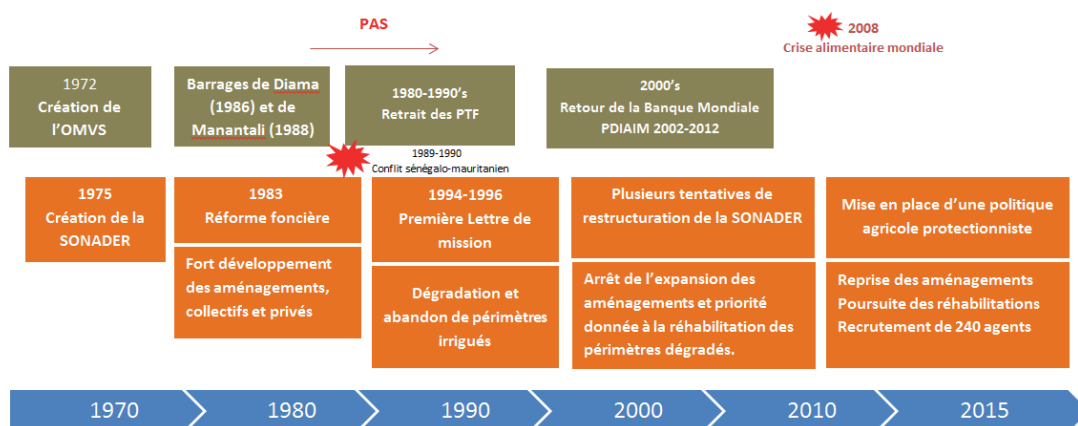 PAS
2008
Crise alimentaire mondiale
1972
Création de
l'OMVS
Barrages de Diama
(1986) et de
Manantali (1988)
1980-1990's
Retrait des PTF
2000's
Retour de la Banque Mondiale
PDIAIM 2002-2012
1989-1990
Conflit sénégalo-mauritanien
1975
Création de la
SONADER
1983
Réforme foncière
1994-1996
Première Lettre de
mission
Plusieurs tentatives de
restructuration de la SONADER
Mise en place d'une politique
agricole protectionniste
Fort développement
des aménagements,
collectifs et privés
Dégradation et
abandon de périmètres
irrigués
Arrêt de l'expansion des
aménagements et priorité
donnée à la réhabilitation des
périmètres dégradés.
Reprise des aménagements
Poursuite des réhabilitations
Recrutement de 240 agents
1970
1980
1990
2000
2010
2015